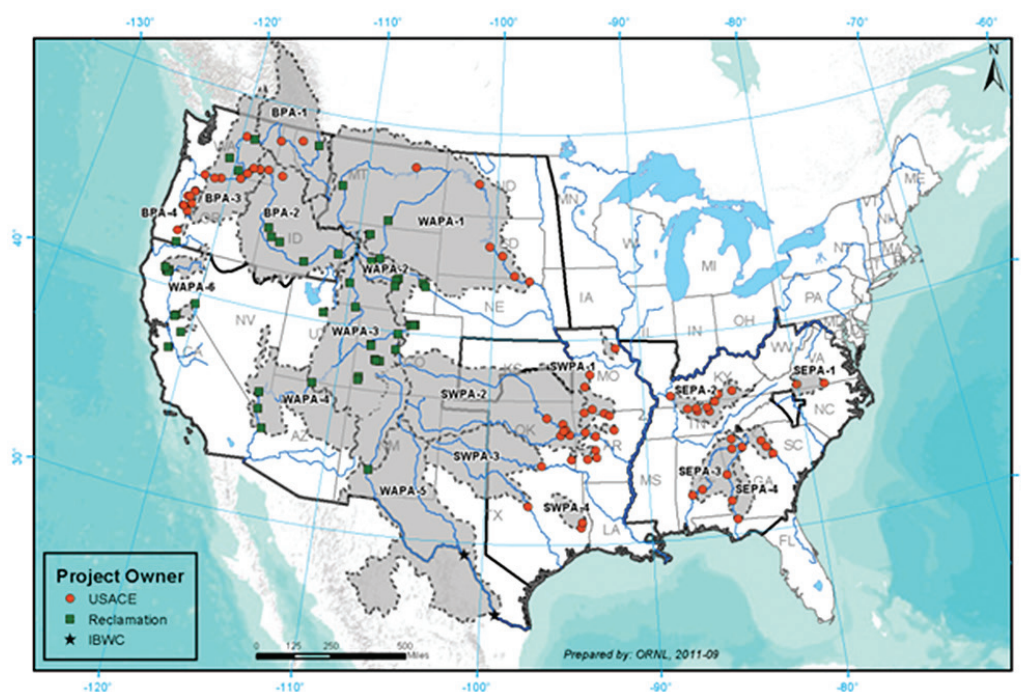 -130°
-120°
-110°
-100°
-90°
-80°
-70°
-60°
N
BPA-1
WA
MT
ND
MN
ME
VT
BPA-3
BPA-4
BPA-2
WAPA-1
ID
SD
WI
MI
MA
40°
WAPA-2
WAPA-6
NE
IA
PA
NV
WAPA-3
IL
IN
OH
WV
VA
CA
KS
SWPA-1
MO
KY
SEPA-1
SWPA-2
SEPA-2
WAPA-4
OK
TN
NC
AZ
SWPA-3
AR
SC
30°
WAPA-5
MS
SEPA-3
GA
SEPA-4
TX
SWPA-4
LA
FL
Project Owner
USACE
Reclamation
IBWC
0 125 250 500
Miles
Prepared by: ORNL, 2011-09
-120°
-110°
-100°
-90°
-80°